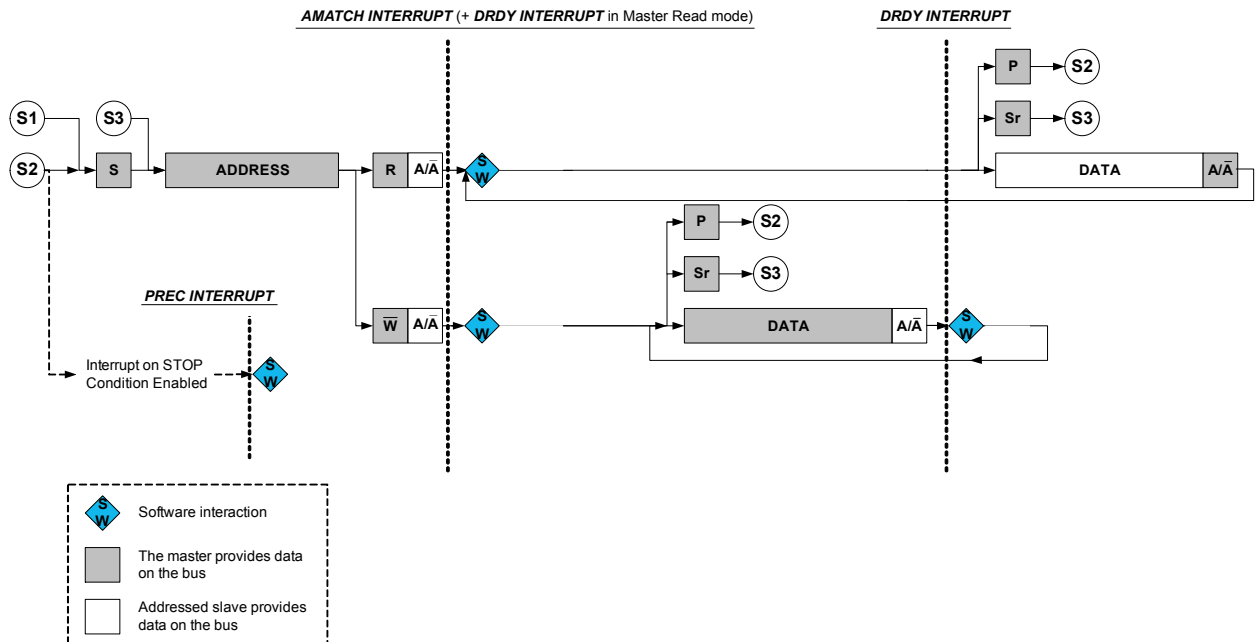 AMATCH INTERRUPT (+ DRDY INTERRUPT in Master Read mode)
DRDY INTERRUPT
P
S2
S1
S3
Sr
S3
S2
S
ADDRESS
R
A/A̅
S
W
DATA
A/A̅
P
S2
Sr
S3
PREC INTERRUPT
W̅
A/A̅
S
W
DATA
A/A̅
S
W
Interrupt on STOP
Condition Enabled
S
W
S
W
Software interaction
The master provides data
on the bus
Addressed slave provides
data on the bus